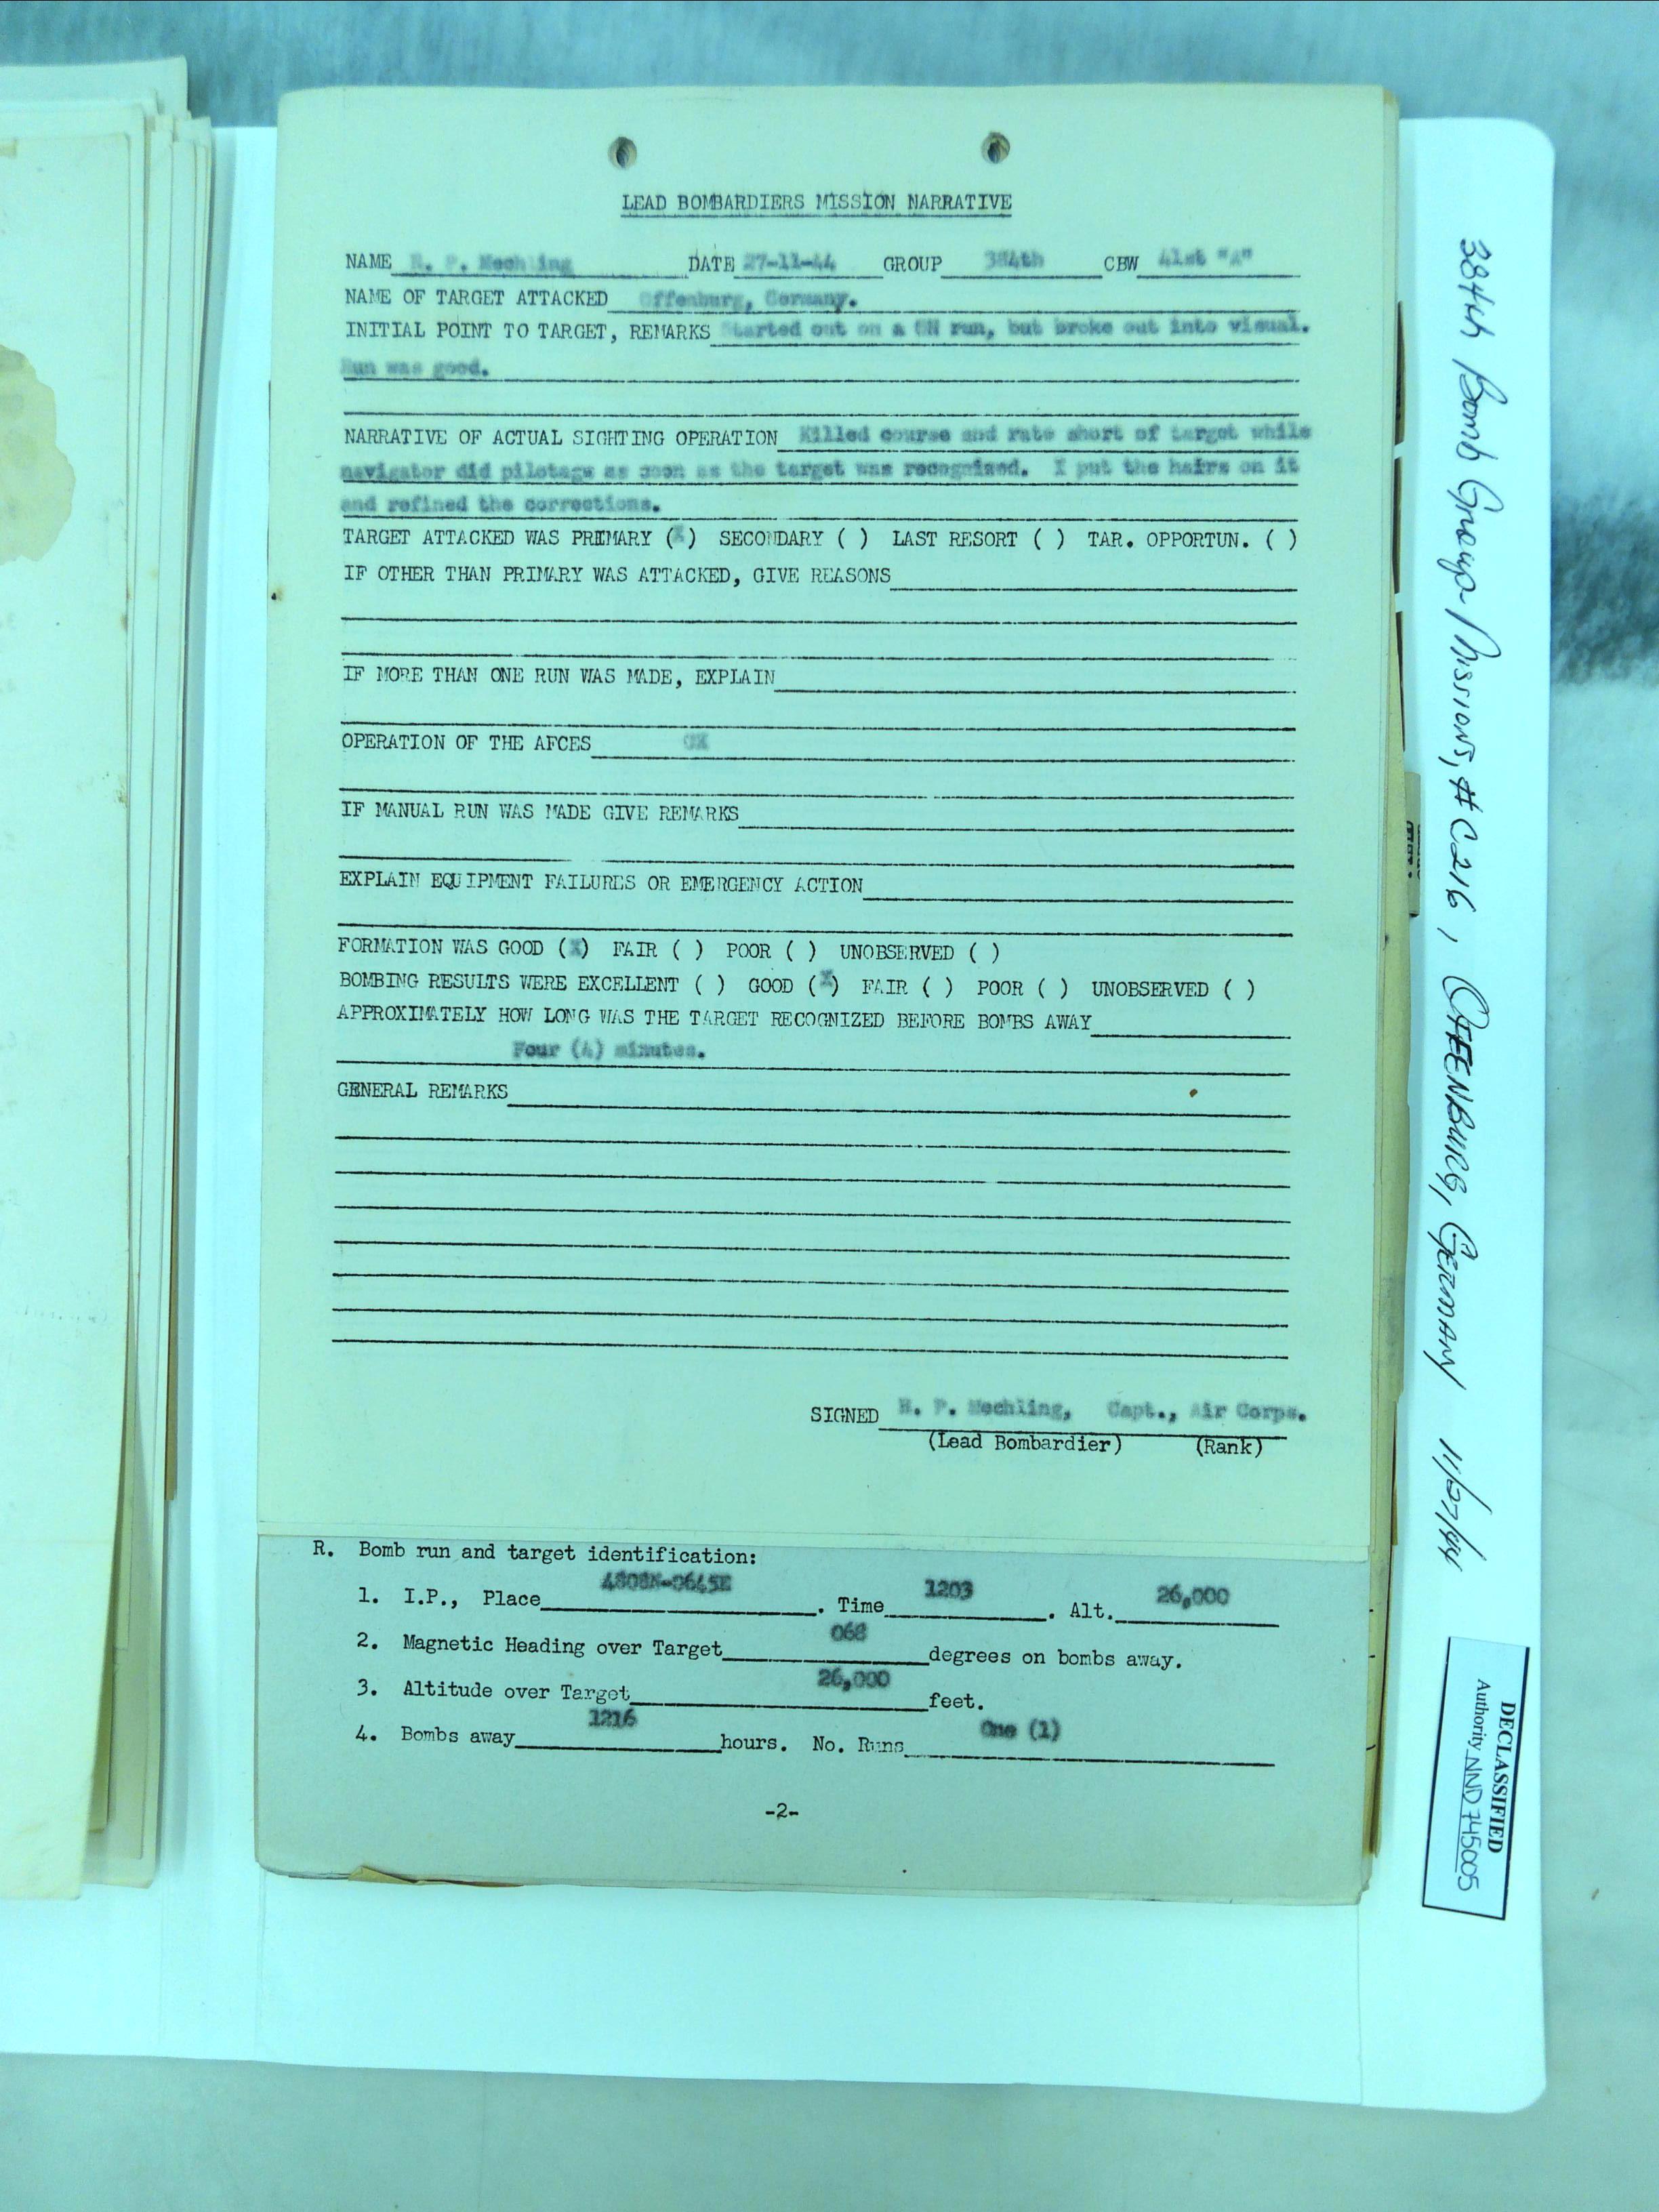 LEAD BOMBARDIERS MISSION NARRATIVE
NAME P. Mechling DATE 27-11-44 GROUP 384th CBW 41st "A"
NAME OF TARGET ATTACKED Offenburg, Germany.
INITIAL POINT TO TARGET, REMARKS Started out on a GH run, but broke out into visual.
Run was good.
NARRATIVE OF ACTUAL SIGHTING OPERATION Killed course and rate short of target while
navigator did pilotage as soon as the target was recognized. I put the hairs on it
and refined the corrections.
TARGET ATTACKED WAS PRIMARY (X) SECONDARY ( ) LAST RESORT ( ) TAR. OPPORTUN. ( )
IF OTHER THAN PRIMARY WAS ATTACKED, GIVE REASONS
IF MORE THAN ONE RUN WAS MADE, EXPLAIN
OPERATION OF THE AFCES OK
IF MANUAL RUN WAS MADE GIVE REMARKS
EXPLAIN EQUIPMENT FAILURES OR EMERGENCY ACTION
FORMATION WAS GOOD (X) FAIR ( ) POOR ( ) UNOBSERVED ( )
BOMBING RESULTS WERE EXCELLENT ( ) GOOD (X) FAIR ( ) POOR ( ) UNOBSERVED ( )
APPROXIMATELY HOW LONG WAS THE TARGET RECOGNIZED BEFORE BOMBS AWAY
Four (4) minutes.
GENERAL REMARKS
SIGNED P. Mechling, Capt., Air Corps.
(Lead Bombardier) (Rank)
R. Bomb run and target identification:
1. I.P., Place 4808N-0645E. Time 1203. Alt. 26,000
2. Magnetic Heading over Target 068 degrees on bombs away.
3. Altitude over Target 26,000 feet.
4. Bombs away 1216 hours. No. Runs One (1)
-2-
384th Bomb Group Missions, #C216, OFFENBURG, GERMANY 11/27/44
DECLASSIFIED
Authority NND 745005